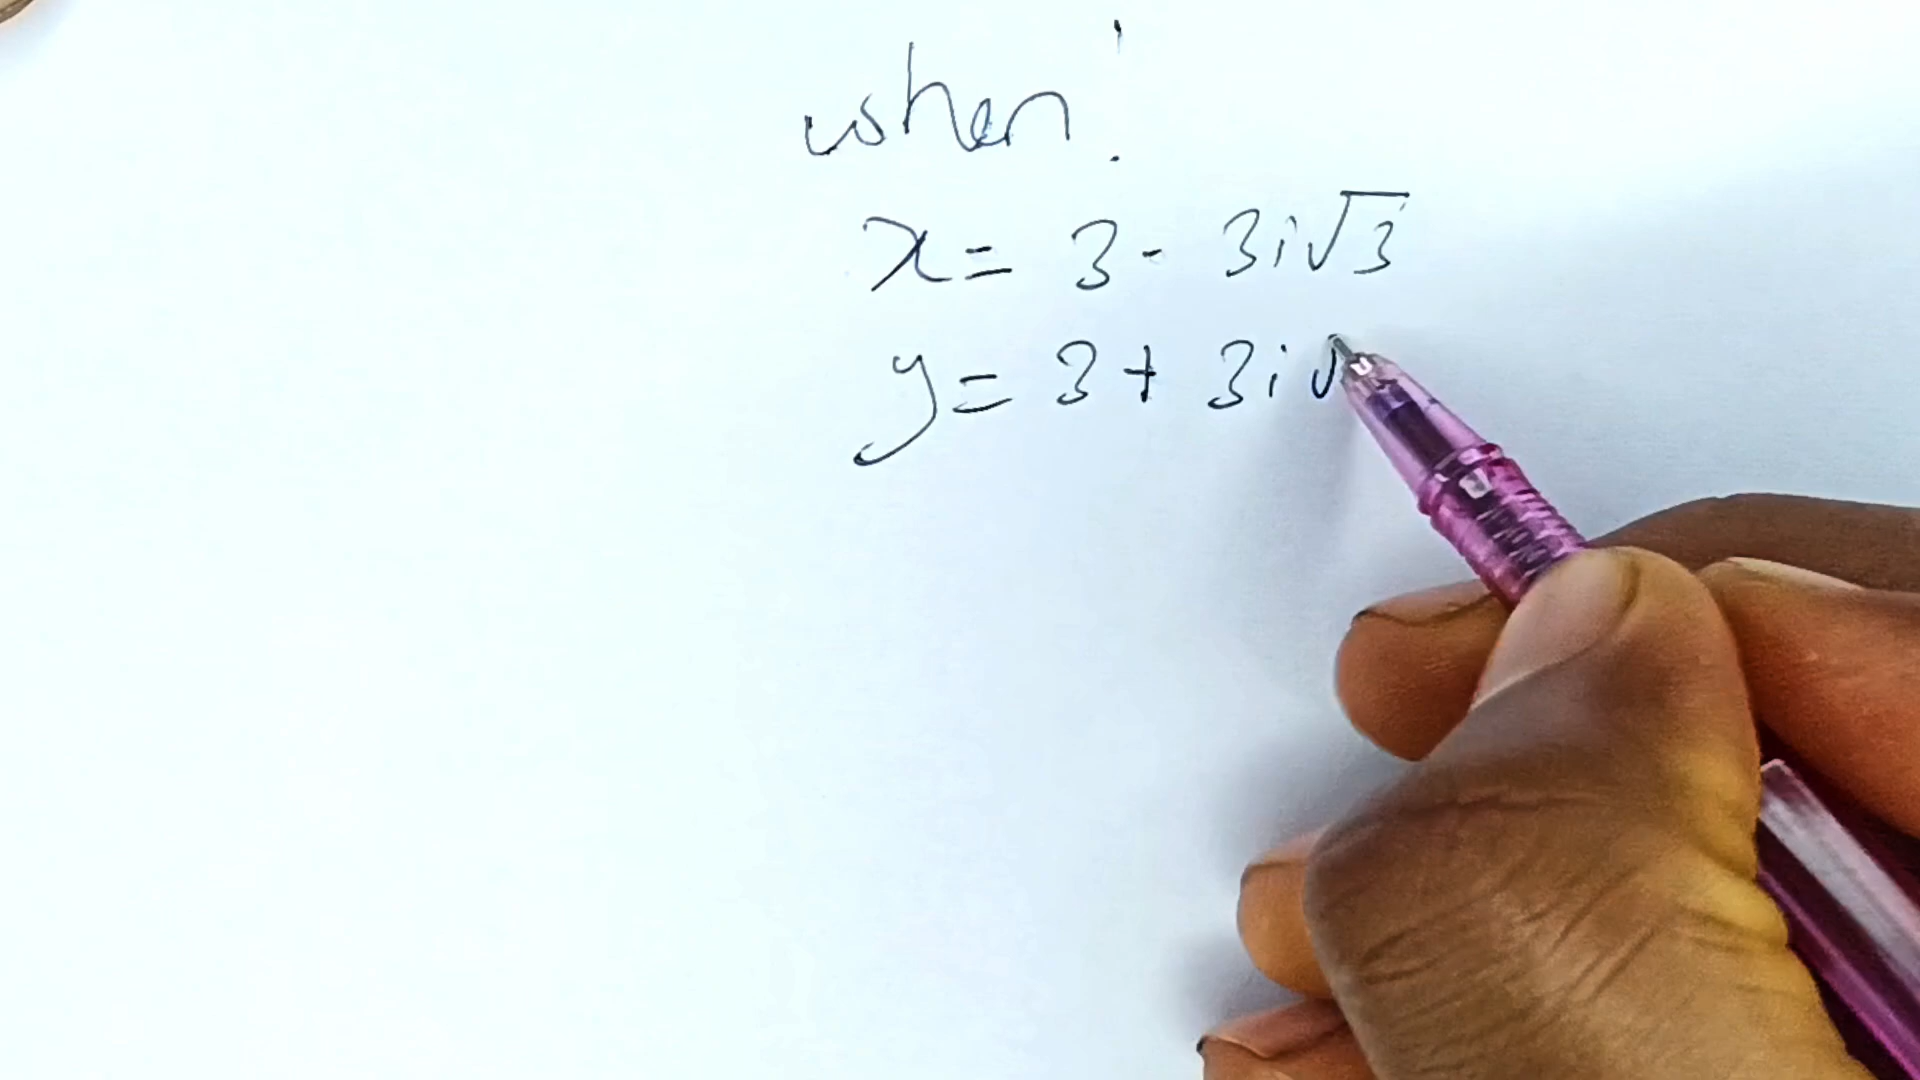 when:
x = 3 - 3i√3
y = 3 + 3i√